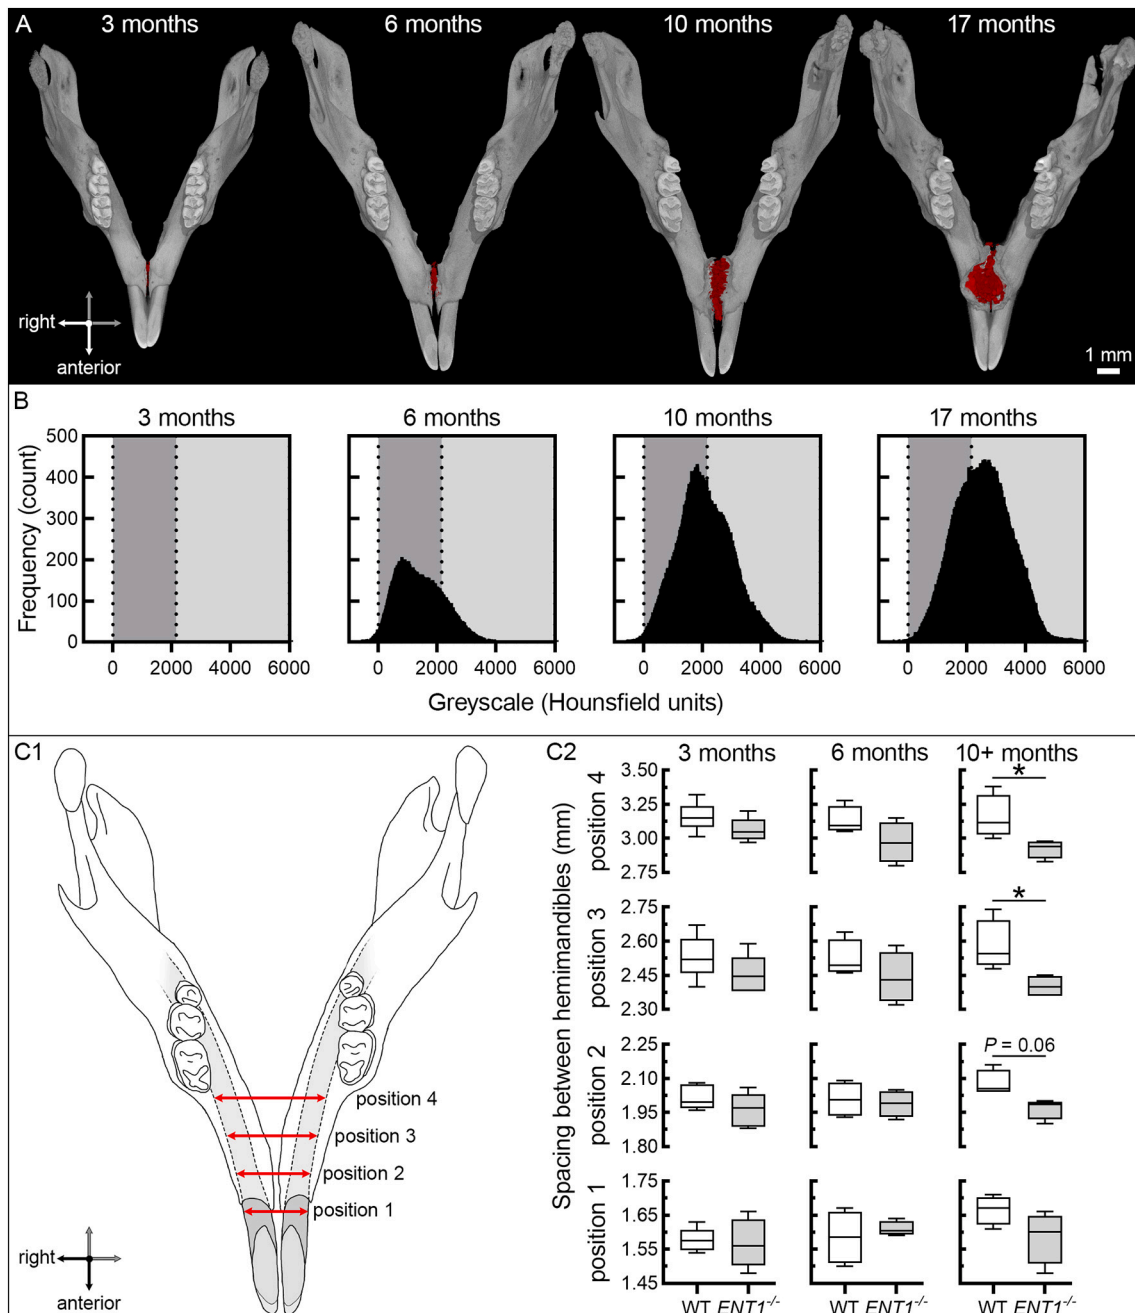 A
3 months
6 months
10 months
17 months
right
anterior
1 mm
B
3 months
6 months
10 months
17 months
Frequency (count)
500
400
300
200
100
0
0 2000 4000 6000
0 2000 4000 6000
0 2000 4000 6000
0 2000 4000 6000
Greyscale (Hounsfield units)
C1
position 4
position 3
position 2
position 1
right
anterior
C2
3 months
6 months
10+ months
Spacing between hemimandibles (mm)
position 4
3.50
3.25
3.00
2.75
*
position 3
2.75
2.60
2.45
2.30
*
position 2
2.25
2.10
1.95
1.80
P = 0.06
position 1
1.75
1.65
1.55
1.45
WT ENT1-/-
WT ENT1-/-
WT ENT1-/-